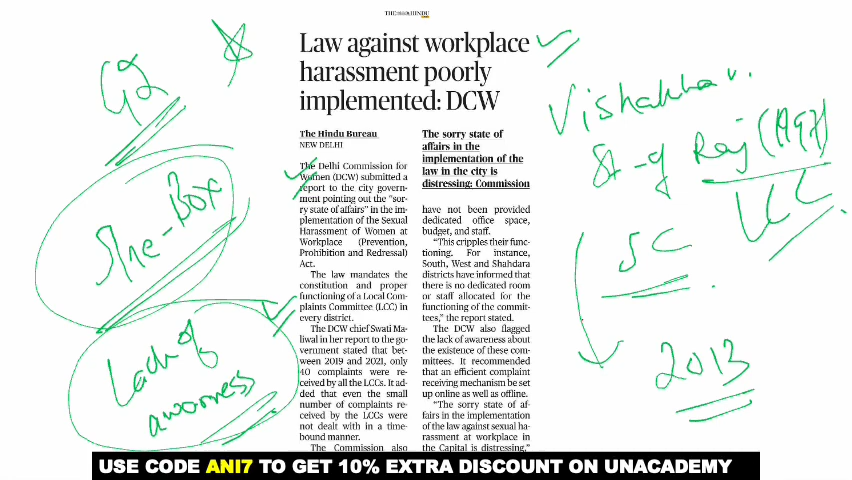 THE HINDU
Law against workplace
harassment poorly
implemented: DCW
The Hindu Bureau
NEW DELHI
The Delhi Commission for
Women (DCW) submitted a
report to the city govern-
ment pointing out the “sor-
ry state of affairs” in the im-
plementation of the Sexual
Harassment of Women at
Workplace (Prevention,
Prohibition and Redressal)
Act.
The law mandates the
constitution and proper
functioning of a Local Com-
plaints Committee (LCC) in
every district.
The DCW chief Swati Ma-
liwal in her report to the go-
vernment stated that bet-
ween 2019 and 2021, only
40 complaints were re-
ceived by all the LCCs. It ad-
ded that even the small
number of complaints re-
ceived by the LCCs were
not dealt with in a time-
bound manner.
The Commission also
The sorry state of
affairs in the
implementation of the
law in the city is
distressing: Commission
have not been provided
dedicated office space,
budget, and staff.
“This cripples their func-
tioning. For instance,
South, West and Shahdara
districts have informed that
there is no dedicated room
or staff allocated for the
functioning of the commit-
tees,” the report stated.
The DCW also flagged
the lack of awareness about
the existence of these com-
mittees. It recommended
that an efficient complaint
receiving mechanism be set
up online as well as offline.
“The sorry state of af-
fairs in the implementation
of the law against sexual ha-
rassment at workplace in
the Capital is distressing,”
G2
She-Box
Lack of
awareness
Vishakha v.
St-of Raj (1997)
LCC
SC
2013
USE CODE ANI7 TO GET 10% EXTRA DISCOUNT ON UNACADEMY